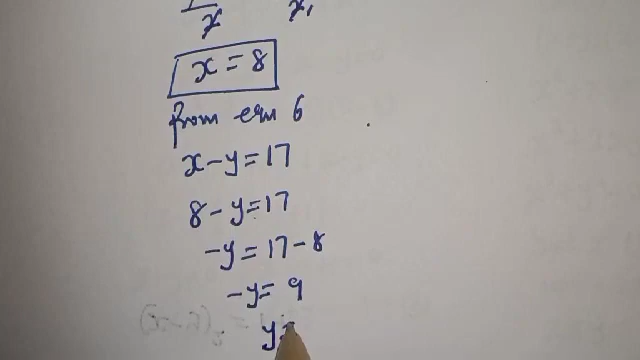 x x,
x = 8
from eqn 6
x - y = 17
8 - y = 17
-y = 17 - 8
-y = 9
y =